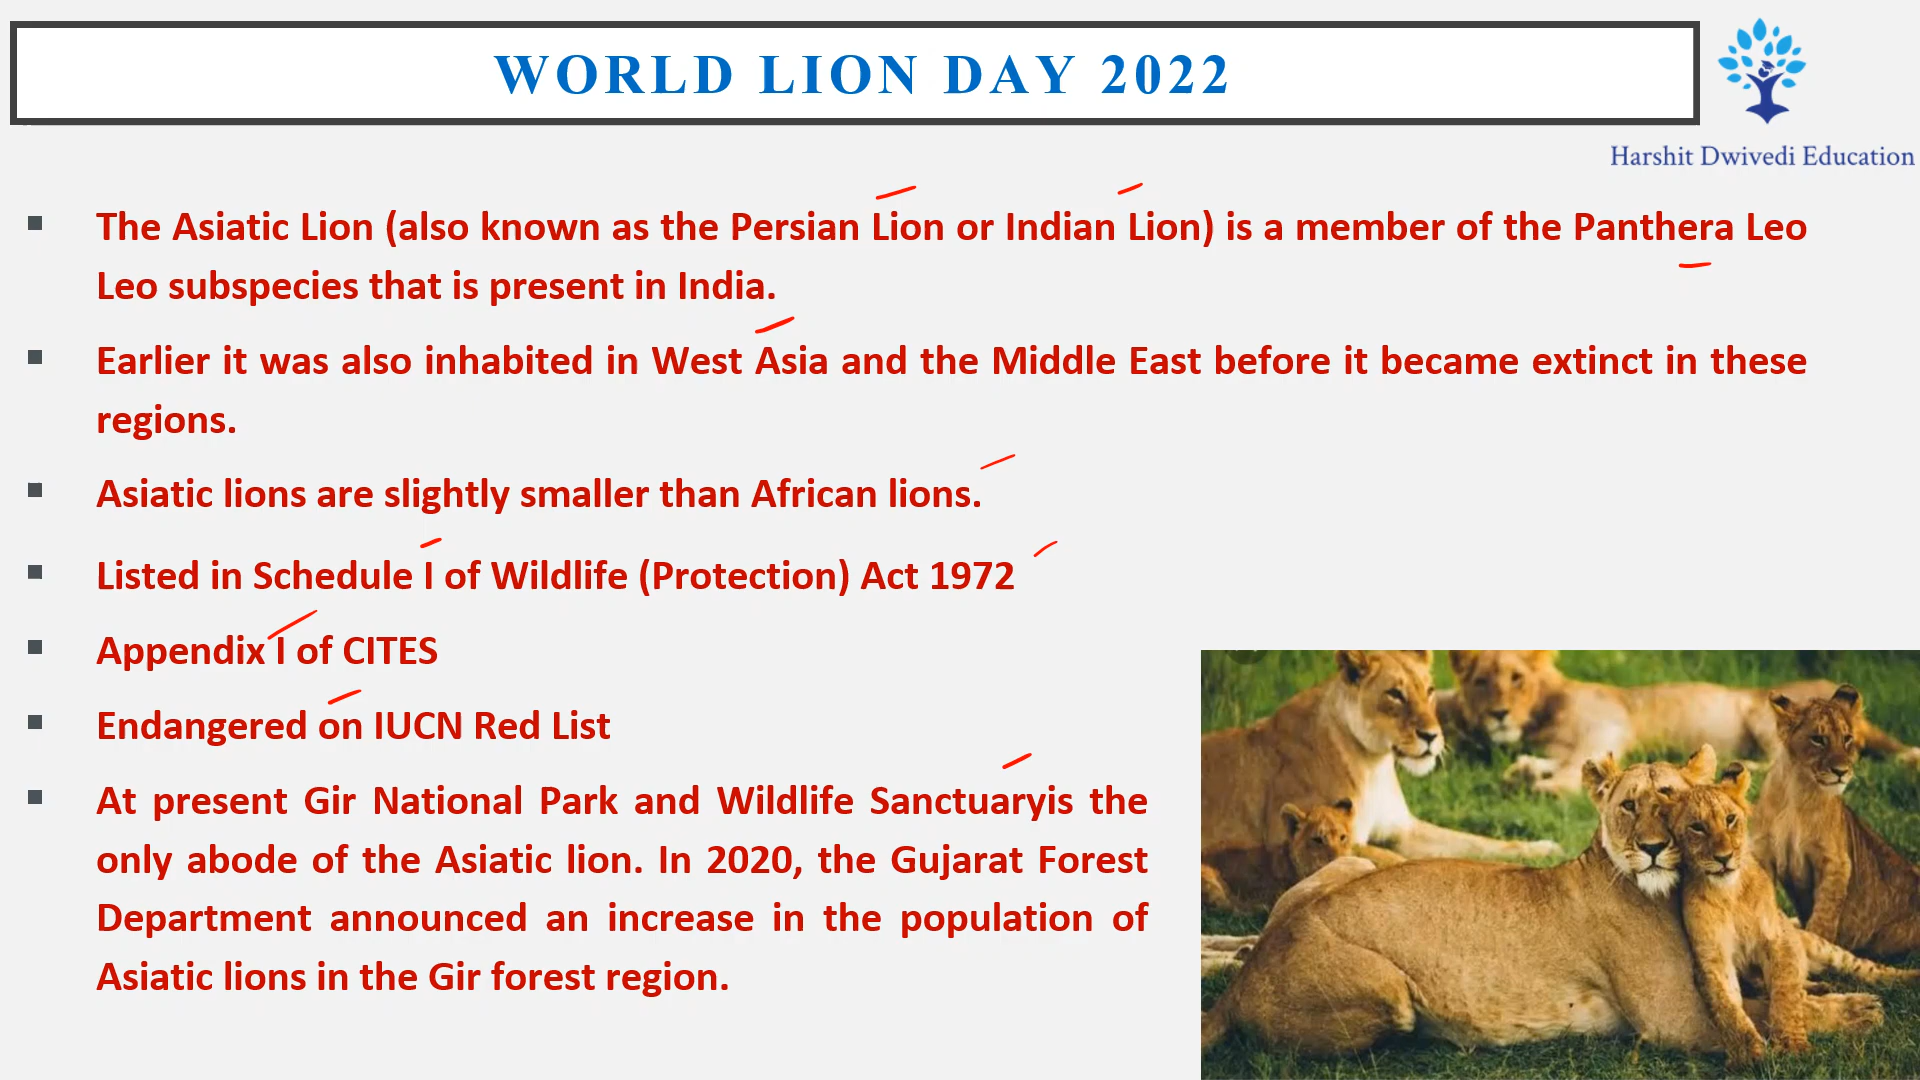 WORLD LION DAY 2022
Harshit Dwivedi Education
The Asiatic Lion (also known as the Persian Lion or Indian Lion) is a member of the Panthera Leo
Leo subspecies that is present in India.
Earlier it was also inhabited in West Asia and the Middle East before it became extinct in these
regions.
Asiatic lions are slightly smaller than African lions.
Listed in Schedule I of Wildlife (Protection) Act 1972
Appendix I of CITES
Endangered on IUCN Red List
At present Gir National Park and Wildlife Sanctuaryis the
only abode of the Asiatic lion. In 2020, the Gujarat Forest
Department announced an increase in the population of
Asiatic lions in the Gir forest region.